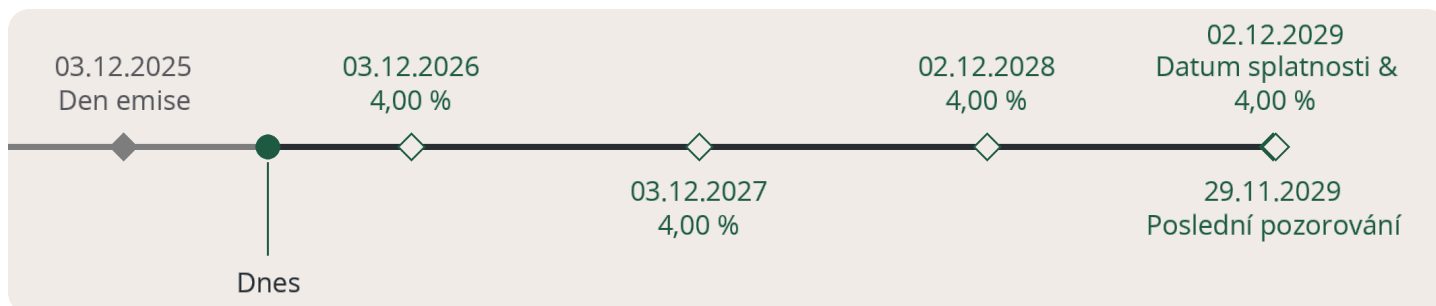 03.12.2025
Den emise
Dnes
03.12.2026
4,00 %
03.12.2027
4,00 %
02.12.2028
4,00 %
02.12.2029
Datum splatnosti &
4,00 %
29.11.2029
Poslední pozorování